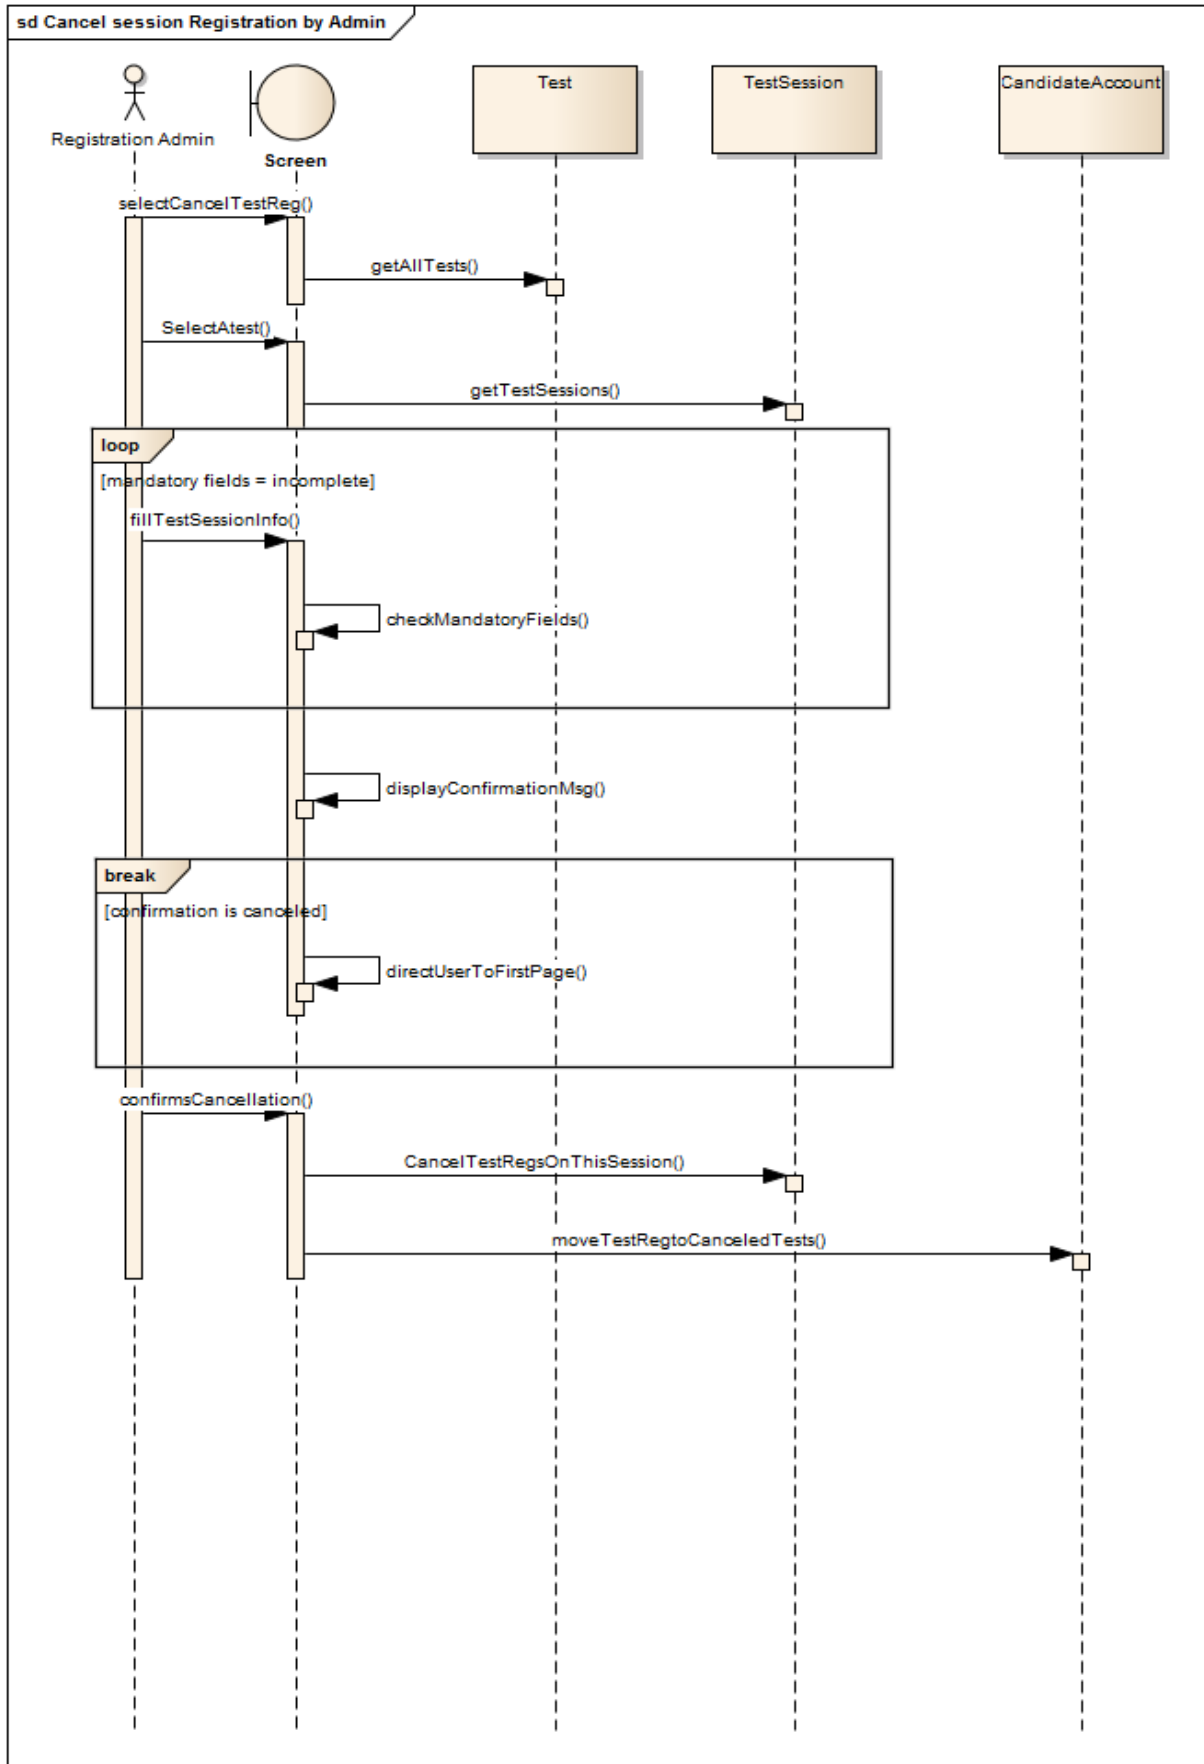 sd Cancel session Registration by Admin
Registration Admin
Screen
Test
TestSession
CandidateAccount
selectCancelTestReg()
getAllTests()
SelectAtest()
getTestSessions()
loop
[mandatory fields = incomplete]
fillTestSessionInfo()
checkMandatoryFields()
displayConfirmationMsg()
break
[confirmation is canceled]
directUserToFirstPage()
confirmsCancellation()
CancelTestRegsOnThisSession()
moveTestRegtoCanceledTests()